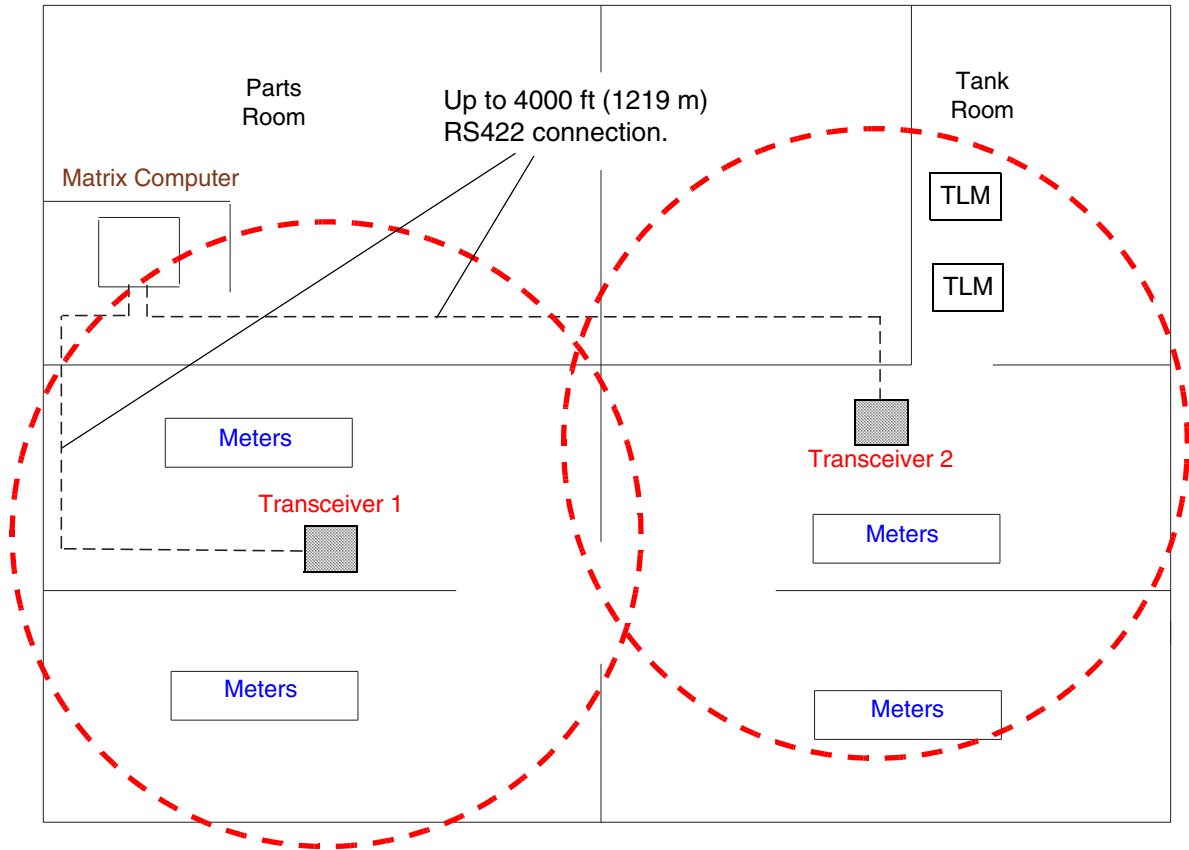 Parts
Room
Up to 4000 ft (1219 m)
RS422 connection.
Tank
Room
Matrix Computer
TLM
TLM
Meters
Transceiver 1
Transceiver 2
Meters
Meters
Meters